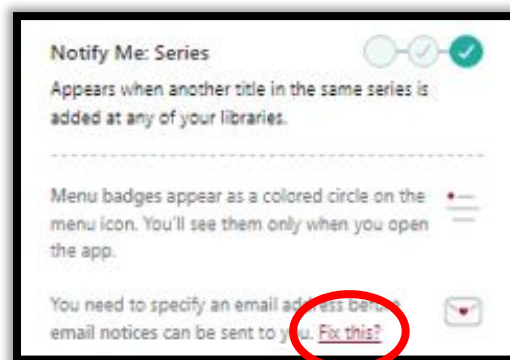 Notify Me: Series
Appears when another title in the same series is
added at any of your libraries.
Menu badges appear as a colored circle on the
menu icon. You'll see them only when you open
the app.
You need to specify an email address before
email notices can be sent to you. Fix this?